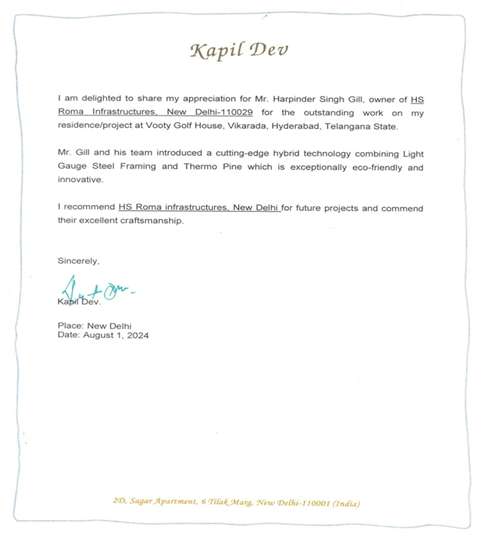 Kapil Dev
I am delighted to share my appreciation for Mr. Harpinder Singh Gill, owner of HS
Roma Infrastructures, New Delhi-110029 for the outstanding work on my
residence/project at Vooty Golf House, Vikarada, Hyderabad, Telangana State.
Mr. Gill and his team introduced a cutting-edge hybrid technology combining Light
Gauge Steel Framing and Thermo Pine which is exceptionally eco-friendly and
innovative.
I recommend HS Roma infrastructures, New Delhi for future projects and commend
their excellent craftsmanship.
Sincerely,
Kapil Dev.
Place: New Delhi
Date: August 1, 2024
2D, Sagar Apartment, 6 Tilak Marg, New Delhi-110001 (India)